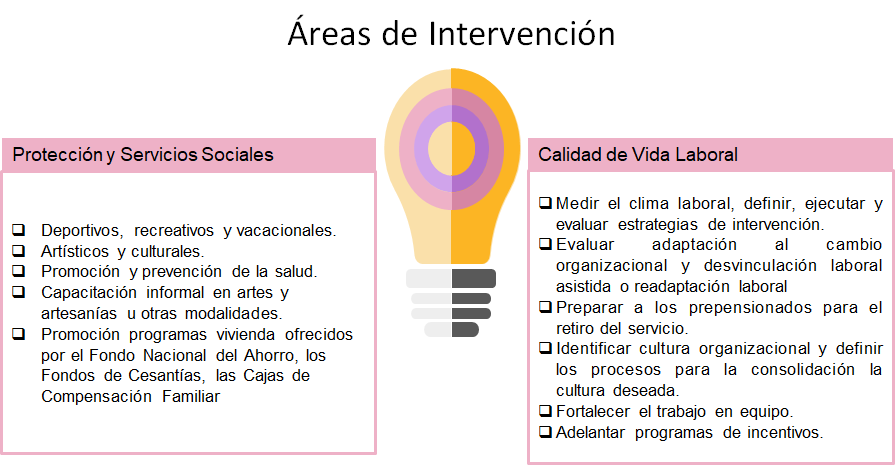 Áreas de Intervención
Protección y Servicios Sociales
Deportivos, recreativos y vacacionales.
Artísticos y culturales.
Promoción y prevención de la salud.
Capacitación informal en artes y
artesanías u otras modalidades.
Promoción programas vivienda ofrecidos
por el Fondo Nacional del Ahorro, los
Fondos de Cesantías, las Cajas de
Compensación Familiar
Calidad de Vida Laboral
Medir el clima laboral, definir, ejecutar y
evaluar estrategias de intervención.
Evaluar adaptación al cambio
organizacional y desvinculación laboral
asistida o readaptación laboral
Preparar a los prepensionados para el
retiro del servicio.
Identificar cultura organizacional y definir
los procesos para la consolidación la
cultura deseada.
Fortalecer el trabajo en equipo.
Adelantar programas de incentivos.